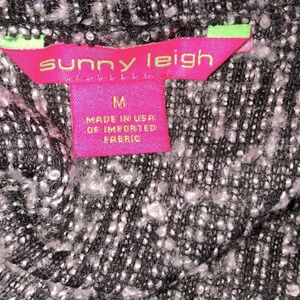 sunny leigh
M
MADE IN USA
OF IMPORTED
FABRIC